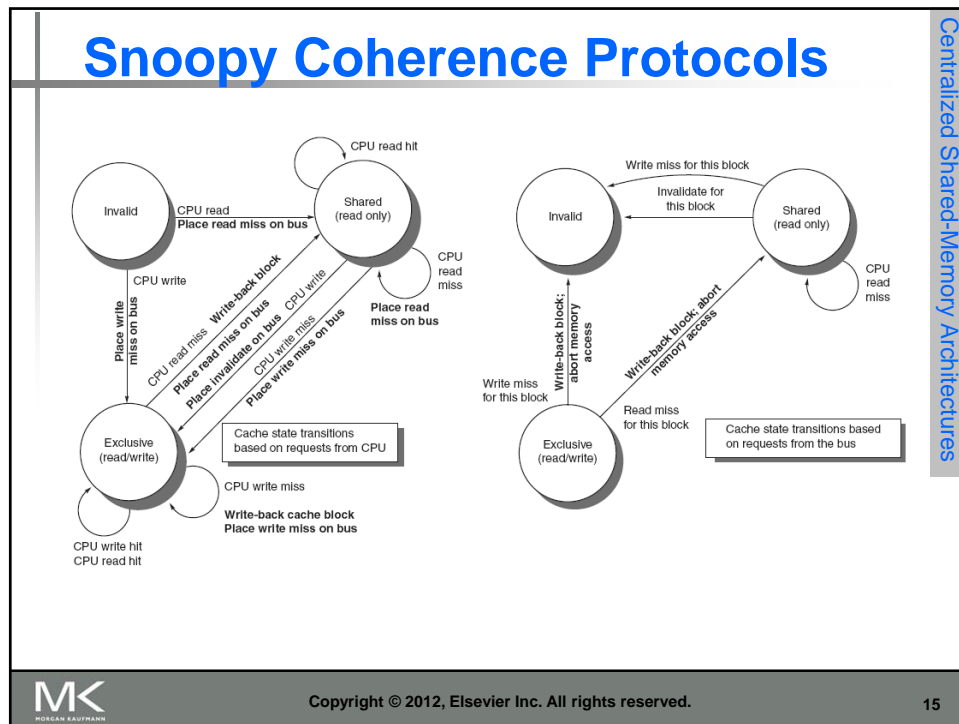 Snoopy Coherence Protocols
Centralized Shared-Memory Architectures
CPU read hit
Invalid
Shared
(read only)
CPU read
Place read miss on bus
CPU write
Place write
miss on bus
CPU read miss Write-back block
Place read miss on bus
Place invalidate on bus CPU write
CPU write miss
Place write miss on bus
CPU
read
miss
Place read
miss on bus
Exclusive
(read/write)
Cache state transitions
based on requests from CPU
CPU write miss
Write-back cache block
Place write miss on bus
CPU write hit
CPU read hit
Write miss for this block
Invalidate for
this block
Invalid
Shared
(read only)
CPU
read
miss
Write-back block;
abort memory
access
Write-back block; abort
memory access
Write miss
for this block
Read miss
for this block
Exclusive
(read/write)
Cache state transitions based
on requests from the bus
MK
MORGAN KAUFMANN
Copyright © 2012, Elsevier Inc. All rights reserved.
15